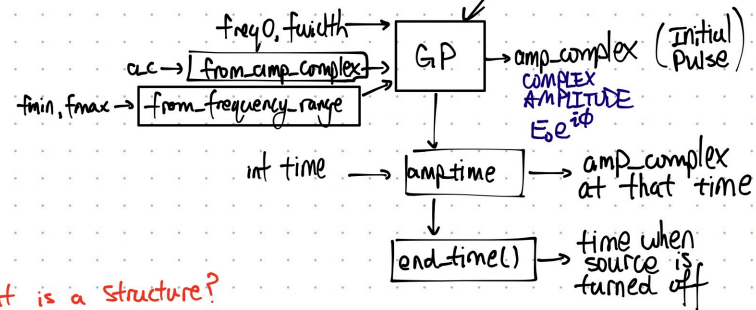 freq0, fwidth
GP
amp_complex (Initial Pulse)
COMPLEX
AMPLITUDE
E₀e^iφ
a_c → from_amp_complex
fmin, fmax → from_frequency_range
int time
amp_time
amp_complex
at that time
end_time()
time when
source is
turned off
is a structure?